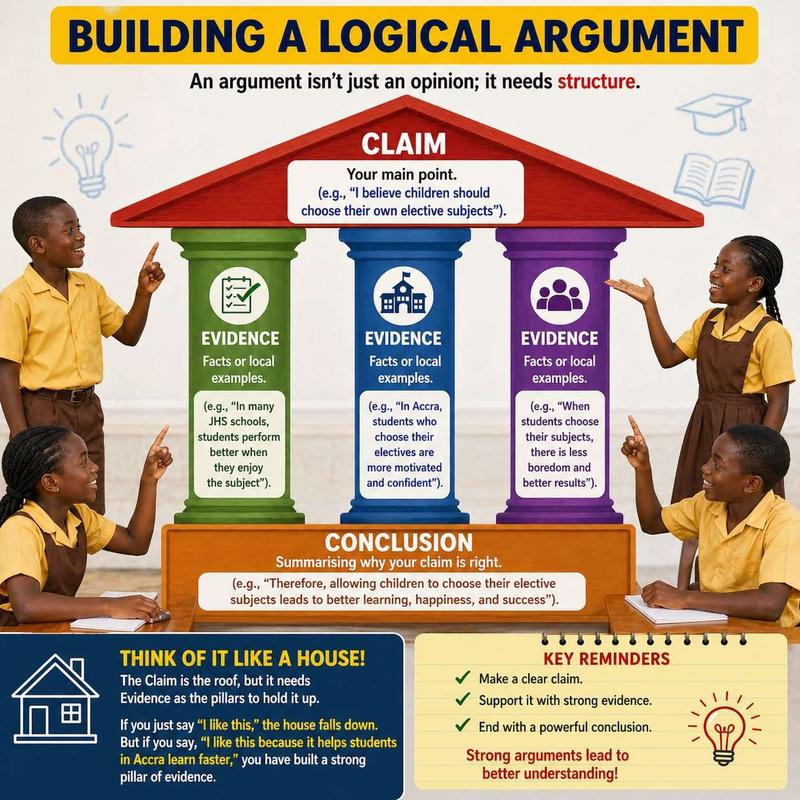 BUILDING A LOGICAL ARGUMENT
An argument isn't just an opinion; it needs structure.
CLAIM
Your main point.
(e.g., "I believe children should
choose their own elective subjects").
EVIDENCE
Facts or local
examples.
(e.g., "In many
JHS schools,
students perform
better when
they enjoy
the subject").
EVIDENCE
Facts or local
examples.
(e.g., "In Accra,
students who
choose their
electives are
more motivated
and confident").
EVIDENCE
Facts or local
examples.
(e.g., "When
students choose
their subjects,
there is less
boredom and
better results").
CONCLUSION
Summarising why your claim is right.
(e.g., "Therefore, allowing children to choose their elective
subjects leads to better learning, happiness, and success").
THINK OF IT LIKE A HOUSE!
The Claim is the roof, but it needs
Evidence as the pillars to hold it up.
If you just say "I like this," the house falls down.
But if you say, "I like this because it helps students
in Accra learn faster," you have built a strong
pillar of evidence.
KEY REMINDERS
Make a clear claim.
Support it with strong evidence.
End with a powerful conclusion.
Strong arguments lead to
better understanding!